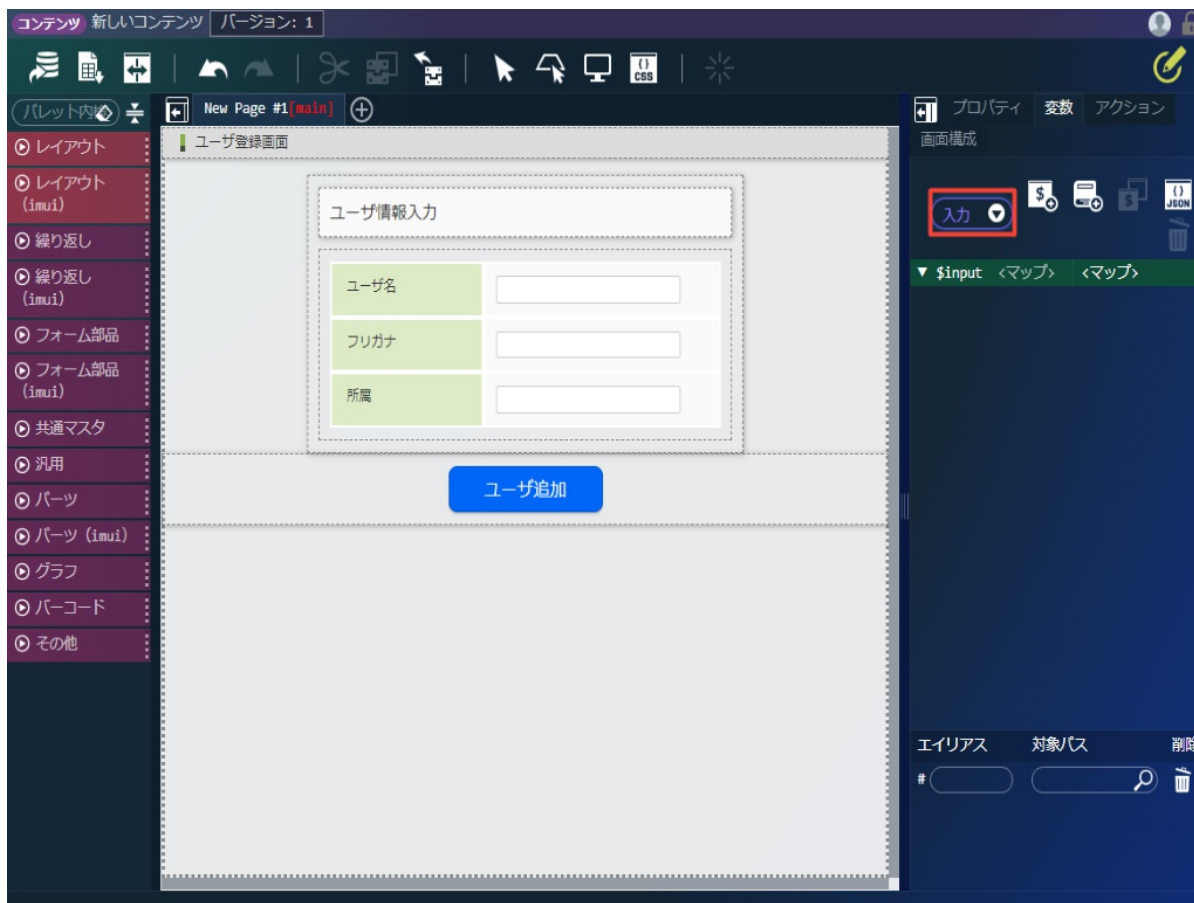 コンテンツ 新しいコンテンツ バージョン: 1
{} CSS
パレット内検
New Page #1[main]
プロパティ 変数 アクション
画面構成
レイアウト
レイアウト
(imui)
繰り返し
繰り返し
(imui)
フォーム部品
フォーム部品
(imui)
共通マスタ
汎用
パーツ
パーツ (imui)
グラフ
バーコード
その他
ユーザ登録画面
ユーザ情報入力
ユーザ名
フリガナ
所属
ユーザ追加
入力
$ $ {} JSON
▼ $input <マップ> <マップ>
エイリアス 対象パス 削除
#